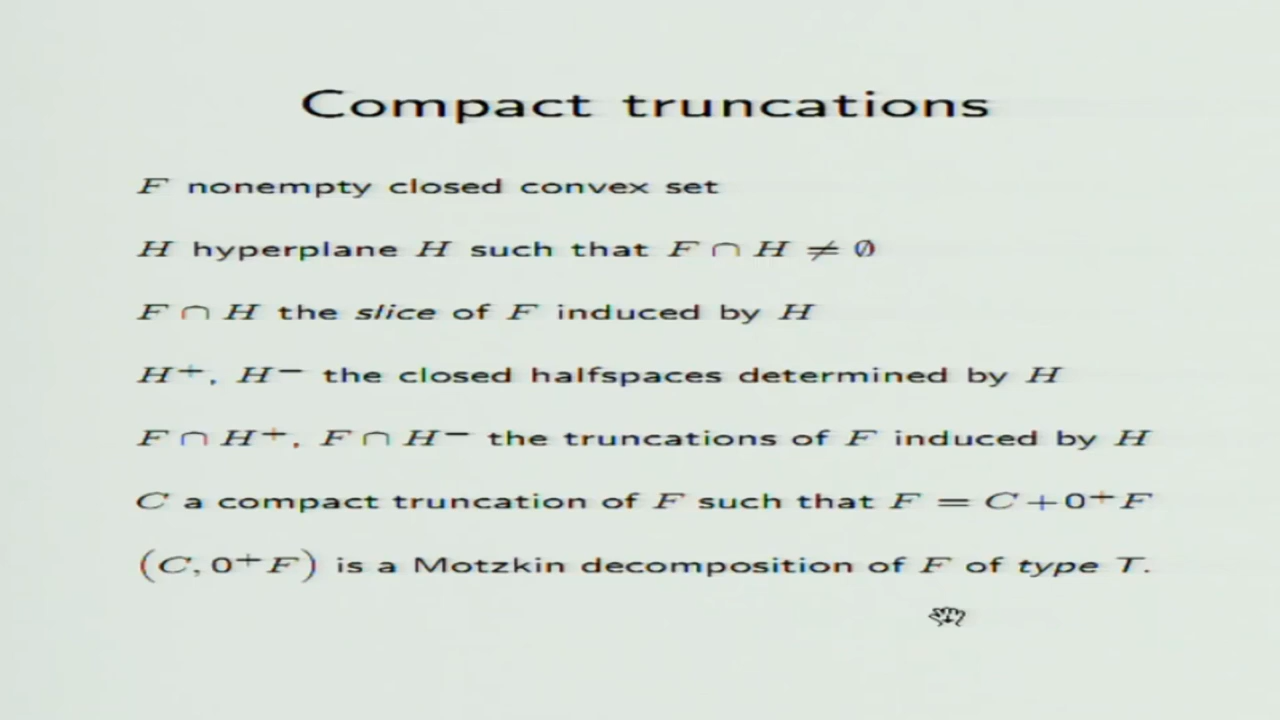 Compact truncations
F nonempty closed convex set
H hyperplane H such that F ∩ H ≠ ∅
F ∩ H the slice of F induced by H
H⁺, H⁻ the closed halfspaces determined by H
F ∩ H⁺, F ∩ H⁻ the truncations of F induced by H
C a compact truncation of F such that F = C + 0⁺F
(C, 0⁺F) is a Motzkin decomposition of F of type T.